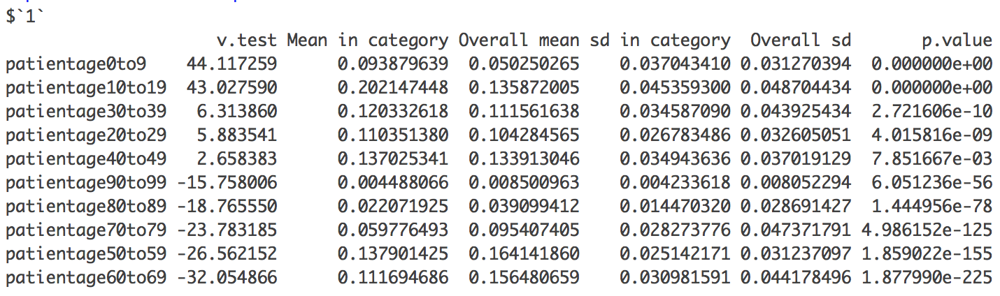 $`1`
v.test Mean in category Overall mean sd in category Overall sd p.value
patientage0to9 44.117259 0.093879639 0.050250265 0.037043410 0.031270394 0.000000e+00
patientage10to19 43.027590 0.202147448 0.135872005 0.045359300 0.048704434 0.000000e+00
patientage30to39 6.313860 0.120332618 0.111561638 0.034587090 0.043925434 2.721606e-10
patientage20to29 5.883541 0.110351380 0.104284565 0.026783486 0.032605051 4.015816e-09
patientage40to49 2.658383 0.137025341 0.133913046 0.034943636 0.037019129 7.851667e-03
patientage90to99 -15.758006 0.004488066 0.008500963 0.004233618 0.008052294 6.051236e-56
patientage80to89 -18.765550 0.022071925 0.039099412 0.014470320 0.028691427 1.444956e-78
patientage70to79 -23.783185 0.059776493 0.095407405 0.028273776 0.047371791 4.986152e-125
patientage50to59 -26.562152 0.137901425 0.164141860 0.025142171 0.031237097 1.859022e-155
patientage60to69 -32.054866 0.111694686 0.156480659 0.030981591 0.044178496 1.877990e-225